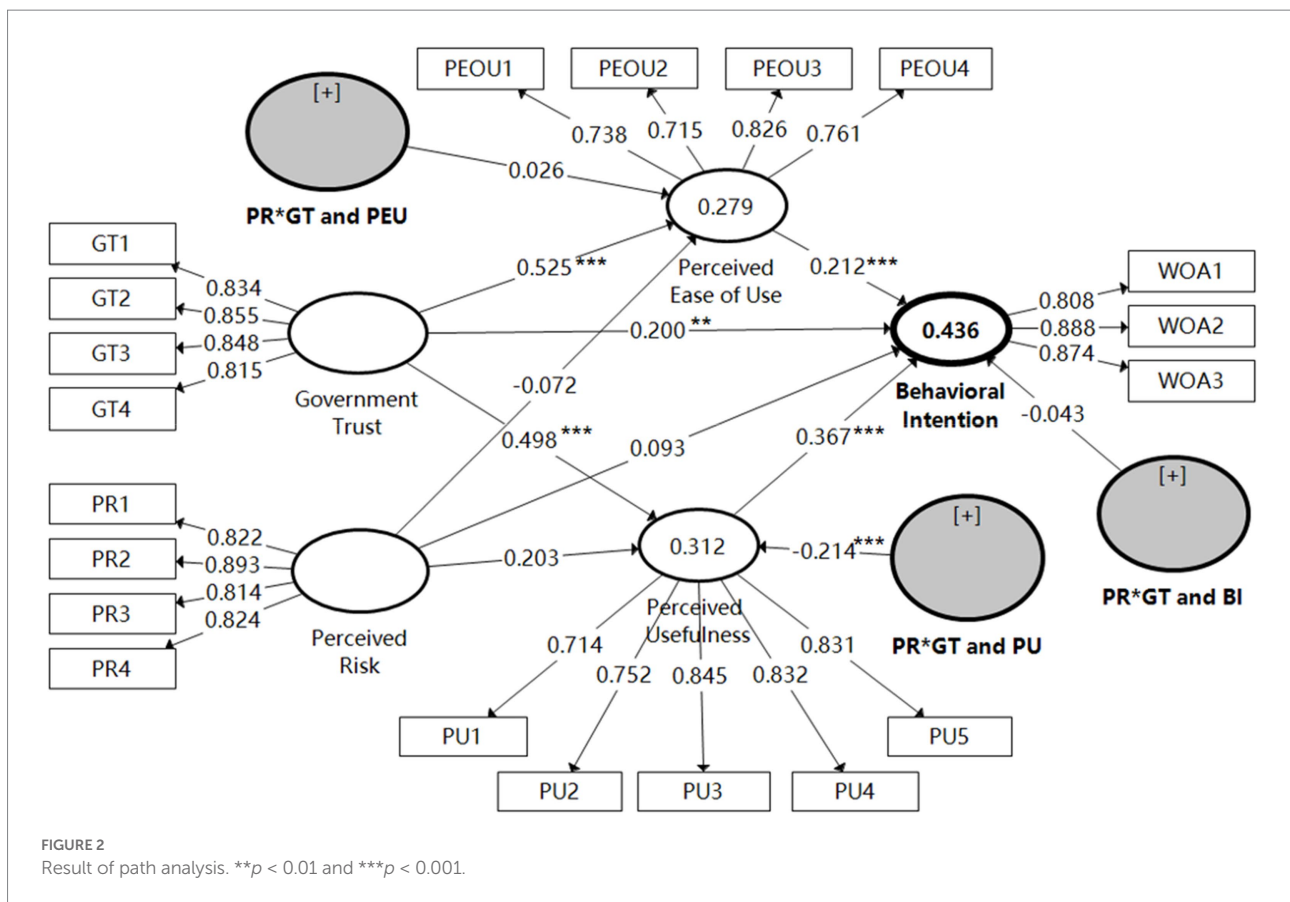 PEOU1 PEOU2 PEOU3 PEOU4
[+]
0.738 0.715 0.826 0.761
0.026
PR*GT and PEU
0.279
GT1
GT2
GT3
GT4
0.834
0.855
0.848
0.815
0.525 ***
Perceived
Ease of Use
0.212 ***
WOA1
WOA2
WOA3
0.808
0.888
0.874
0.200 **
0.436
Behavioral
Intention
Government
Trust
-0.072
0.498 ***
0.093
0.367 ***
-0.043
[+]
PR*GT and BI
PR1
PR2
PR3
PR4
0.822
0.893
0.814
0.824
Perceived
Risk
0.203
0.312
-0.214 ***
[+]
PR*GT and PU
Perceived
Usefulness
0.714
0.752
0.845
0.832
0.831
PU1
PU2
PU3
PU4
PU5
FIGURE 2
Result of path analysis. **p < 0.01 and ***p < 0.001.